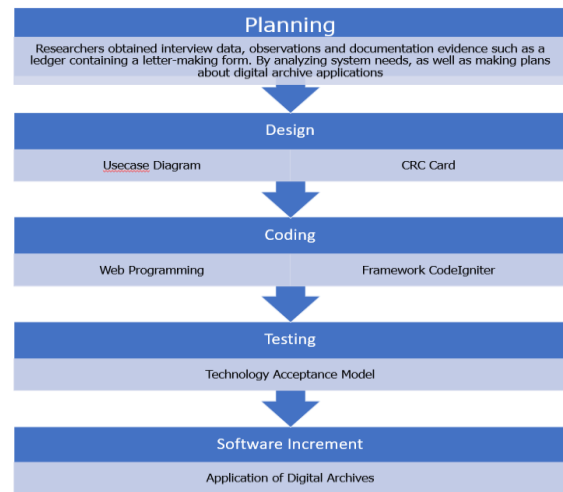 Planning
Researchers obtained interview data, observations and documentation evidence such as a
ledger containing a letter-making form. By analyzing system needs, as well as making plans
about digital archive applications
Design
Usecase Diagram
CRC Card
Coding
Web Programming
Framework CodeIgniter
Testing
Technology Acceptance Model
Software Increment
Application of Digital Archives